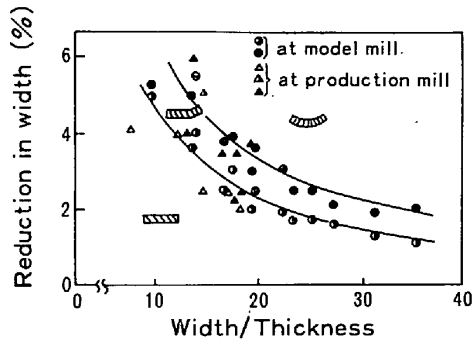 Reduction in width (%)
6
4
2
0
at model mill
at production mill
10
20
30
40
Width/Thickness